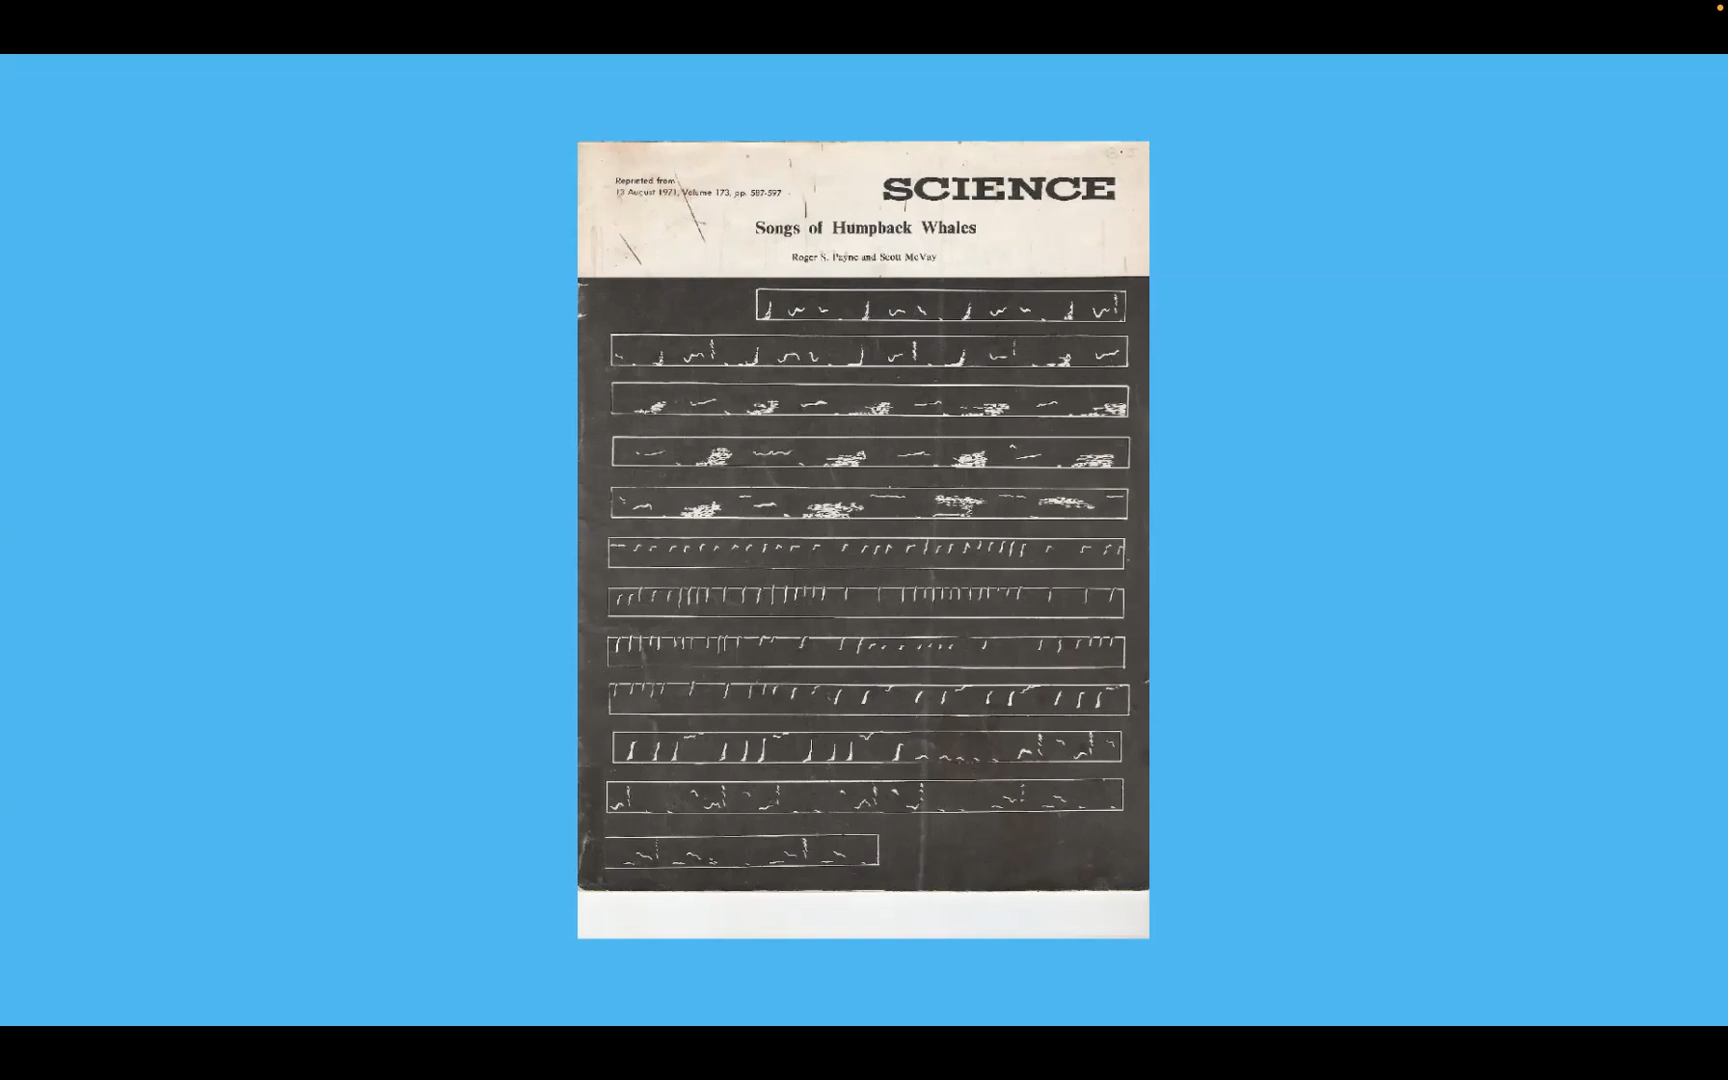 Reprinted from
13 August 1971, Volume 173, pp. 587-597
SCIENCE
Songs of Humpback Whales
Roger S. Payne and Scott McVay